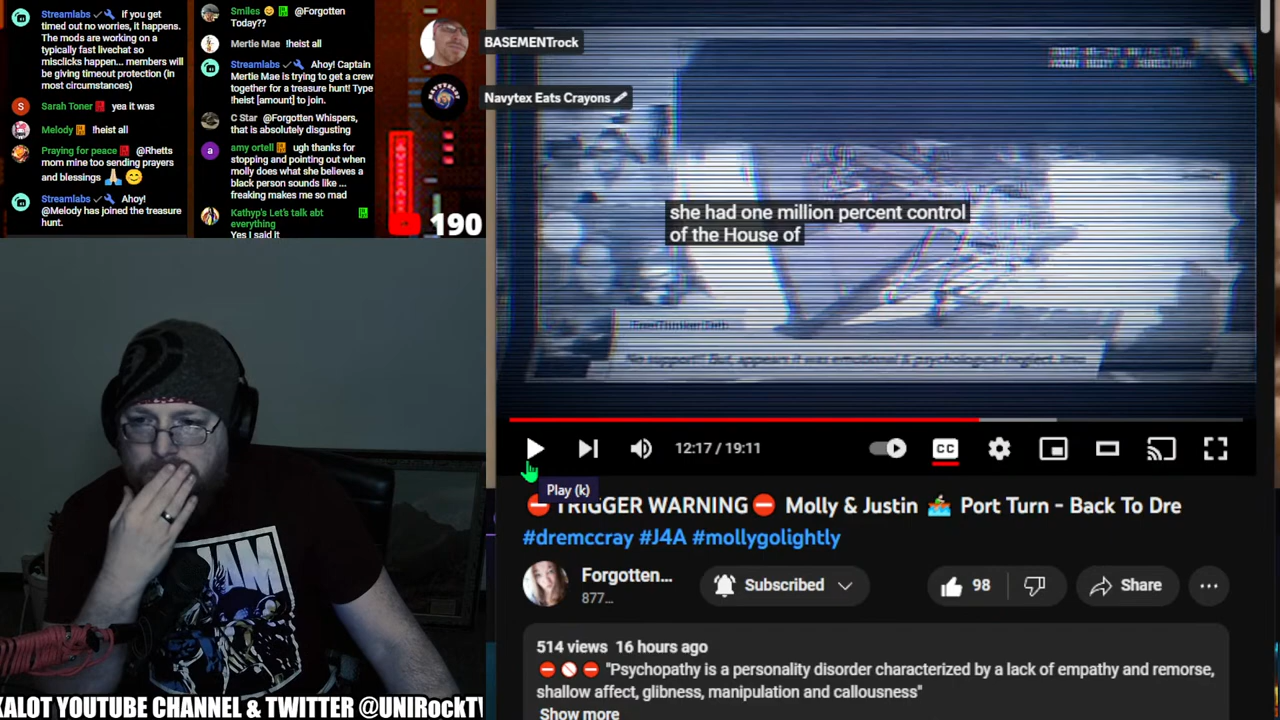 Streamlabs
If you get
timed out no worries, it happens.
The mods are working on a
typically fast livechat so
misclicks happen... members will
be giving timeout protection (in
most circumstances)
Sarah Toner yea it was
Melody !heist all
Praying for peace @Rhetts
mom mine too sending prayers
and blessings 🙏🏻 😊
Streamlabs Ahoy!
@Melody has joined the treasure
hunt.
Smiles 😊 @Forgotten
Today??
Mertie Mae !heist all
Streamlabs Ahoy! Captain
Mertie Mae is trying to get a crew
together for a treasure hunt! Type
!heist [amount] to join.
C Star @Forgotten Whispers,
that is absolutely disgusting
amy ortell ugh thanks for
stopping and pointing out when
molly does what she believes a
black person sounds like ...
freaking makes me so mad
Kathyp's Let's talk abt
everything
Yes I said it
BASEMENTrock
Navytex Eats Crayons
190
she had one million percent control
of the House of
12:17 / 19:11
CC
Play (k)
⛔ TRIGGER WARNING ⛔ Molly & Justin 🚣 Port Turn - Back To Dre
#dremccray #J4A #mollygolightly
Forgotten...
877...
Subscribed
98
Share
514 views 16 hours ago
⛔ 🚫 ⛔ "Psychopathy is a personality disorder characterized by a lack of empathy and remorse,
shallow affect, glibness, manipulation and callousness"
Show more
JAM
KALOT YOUTUBE CHANNEL & TWITTER @UNIRockTV